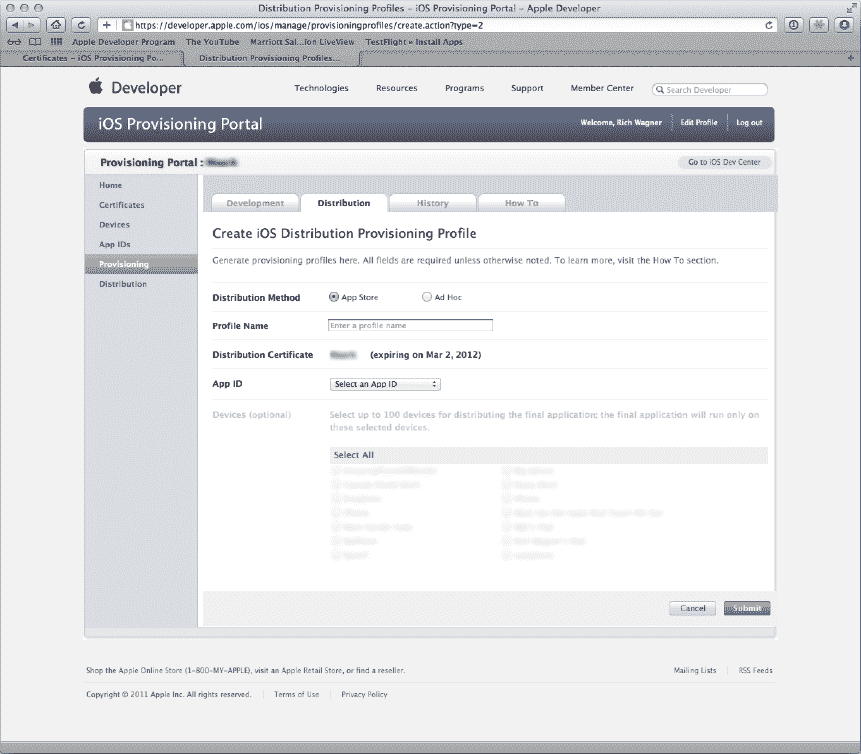 Distribution Provisioning Profiles – iOS Provisioning Portal – Apple Developer
https://developer.apple.com/ios/manage/provisioningprofiles/create.action?type=2
Apple Developer Program The YouTube Marriott Sal...ion LiveView TestFlight » Install Apps
Certificates – iOS Provisioning Po... Distribution Provisioning Profiles...
Developer Technologies Resources Programs Support Member Center Search Developer
iOS Provisioning Portal Welcome, Rich Wagner Edit Profile Log out
Provisioning Portal : Go to iOS Dev Center
Home
Certificates
Devices
App IDs
Provisioning
Distribution
Development Distribution History How To
Create iOS Distribution Provisioning Profile
Generate provisioning profiles here. All fields are required unless otherwise noted. To learn more, visit the How To section.
Distribution Method App Store Ad Hoc
Profile Name Enter a profile name
Distribution Certificate (expiring on Mar 2, 2012)
App ID Select an App ID
Devices (optional) Select up to 100 devices for distributing the final application; the final application will run only on
these selected devices.
Select All
Cancel Submit
Shop the Apple Online Store (1-800-MY-APPLE), visit an Apple Retail Store, or find a reseller. Mailing Lists RSS Feeds
Copyright © 2011 Apple Inc. All rights reserved. Terms of Use Privacy Policy